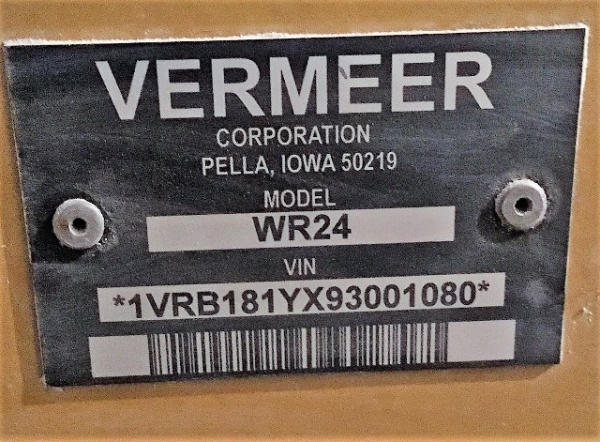 VERMEER
CORPORATION
PELLA, IOWA 50219
MODEL
WR24
VIN
*1VRB181YX93001080*